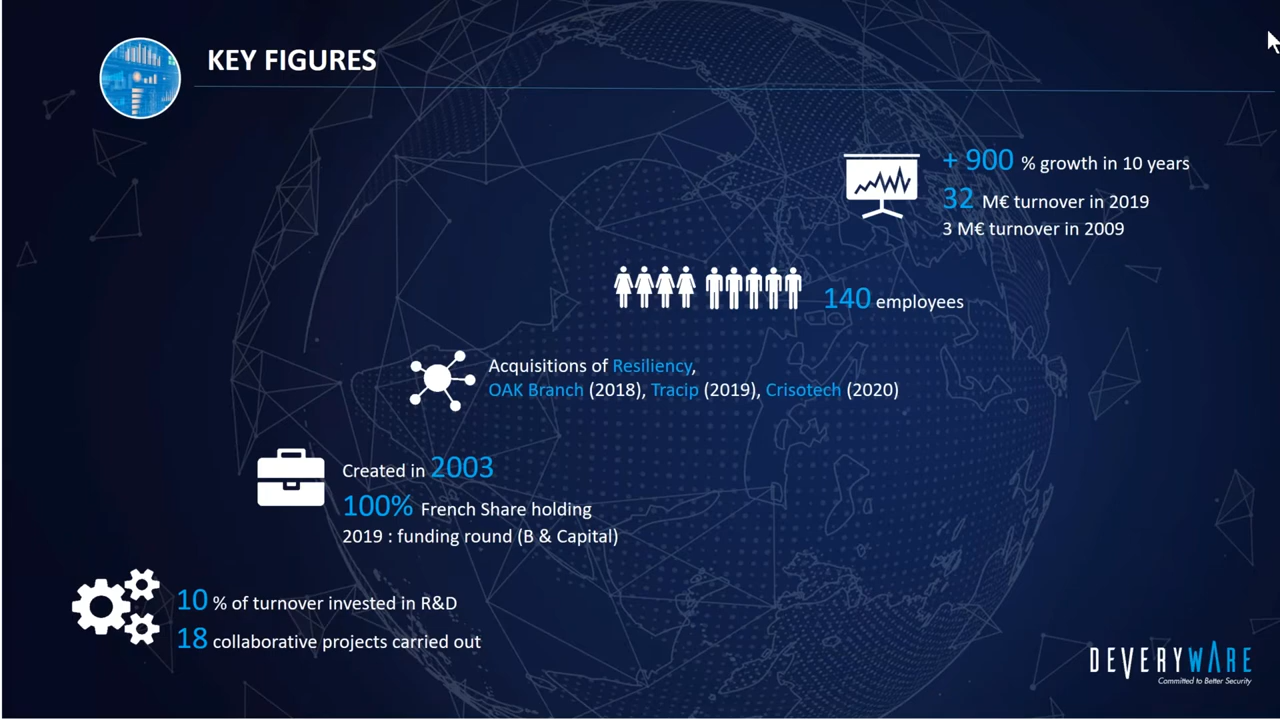 KEY FIGURES
+ 900 % growth in 10 years
32 M€ turnover in 2019
3 M€ turnover in 2009
140 employees
Acquisitions of Resiliency,
OAK Branch (2018), Tracip (2019), Crisotech (2020)
Created in 2003
100% French Share holding
2019 : funding round (B & Capital)
10 % of turnover invested in R&D
18 collaborative projects carried out
DEVERYWARE
Committed to Better Security